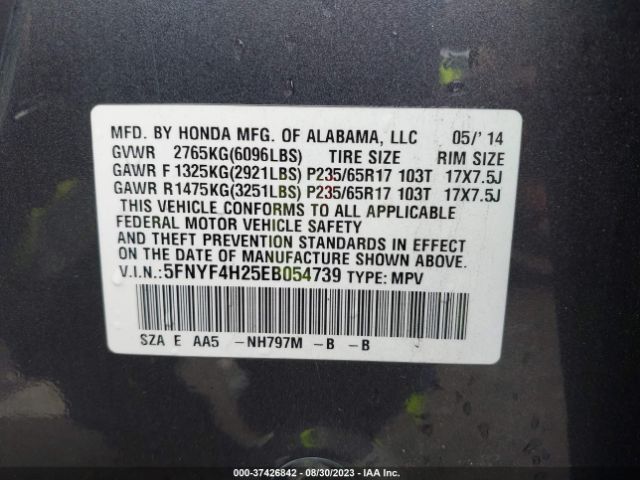 MFD. BY HONDA MFG. OF ALABAMA, LLC 05/' 14
GVWR 2765KG(6096LBS) TIRE SIZE RIM SIZE
GAWR F 1325KG(2921LBS) P235/65R17 103T 17X7.5J
GAWR R1475KG(3251LBS) P235/65R17 103T 17X7.5J
THIS VEHICLE CONFORMS TO ALL APPLICABLE
FEDERAL MOTOR VEHICLE SAFETY
AND THEFT PREVENTION STANDARDS IN EFFECT
ON THE DATE OF MANUFACTURE SHOWN ABOVE.
V.I.N.:5FNYF4H25EB054739 TYPE: MPV
SZA E AA5 -NH797M -B -B
000-37426842 - 08/30/2023 - IAA Inc.